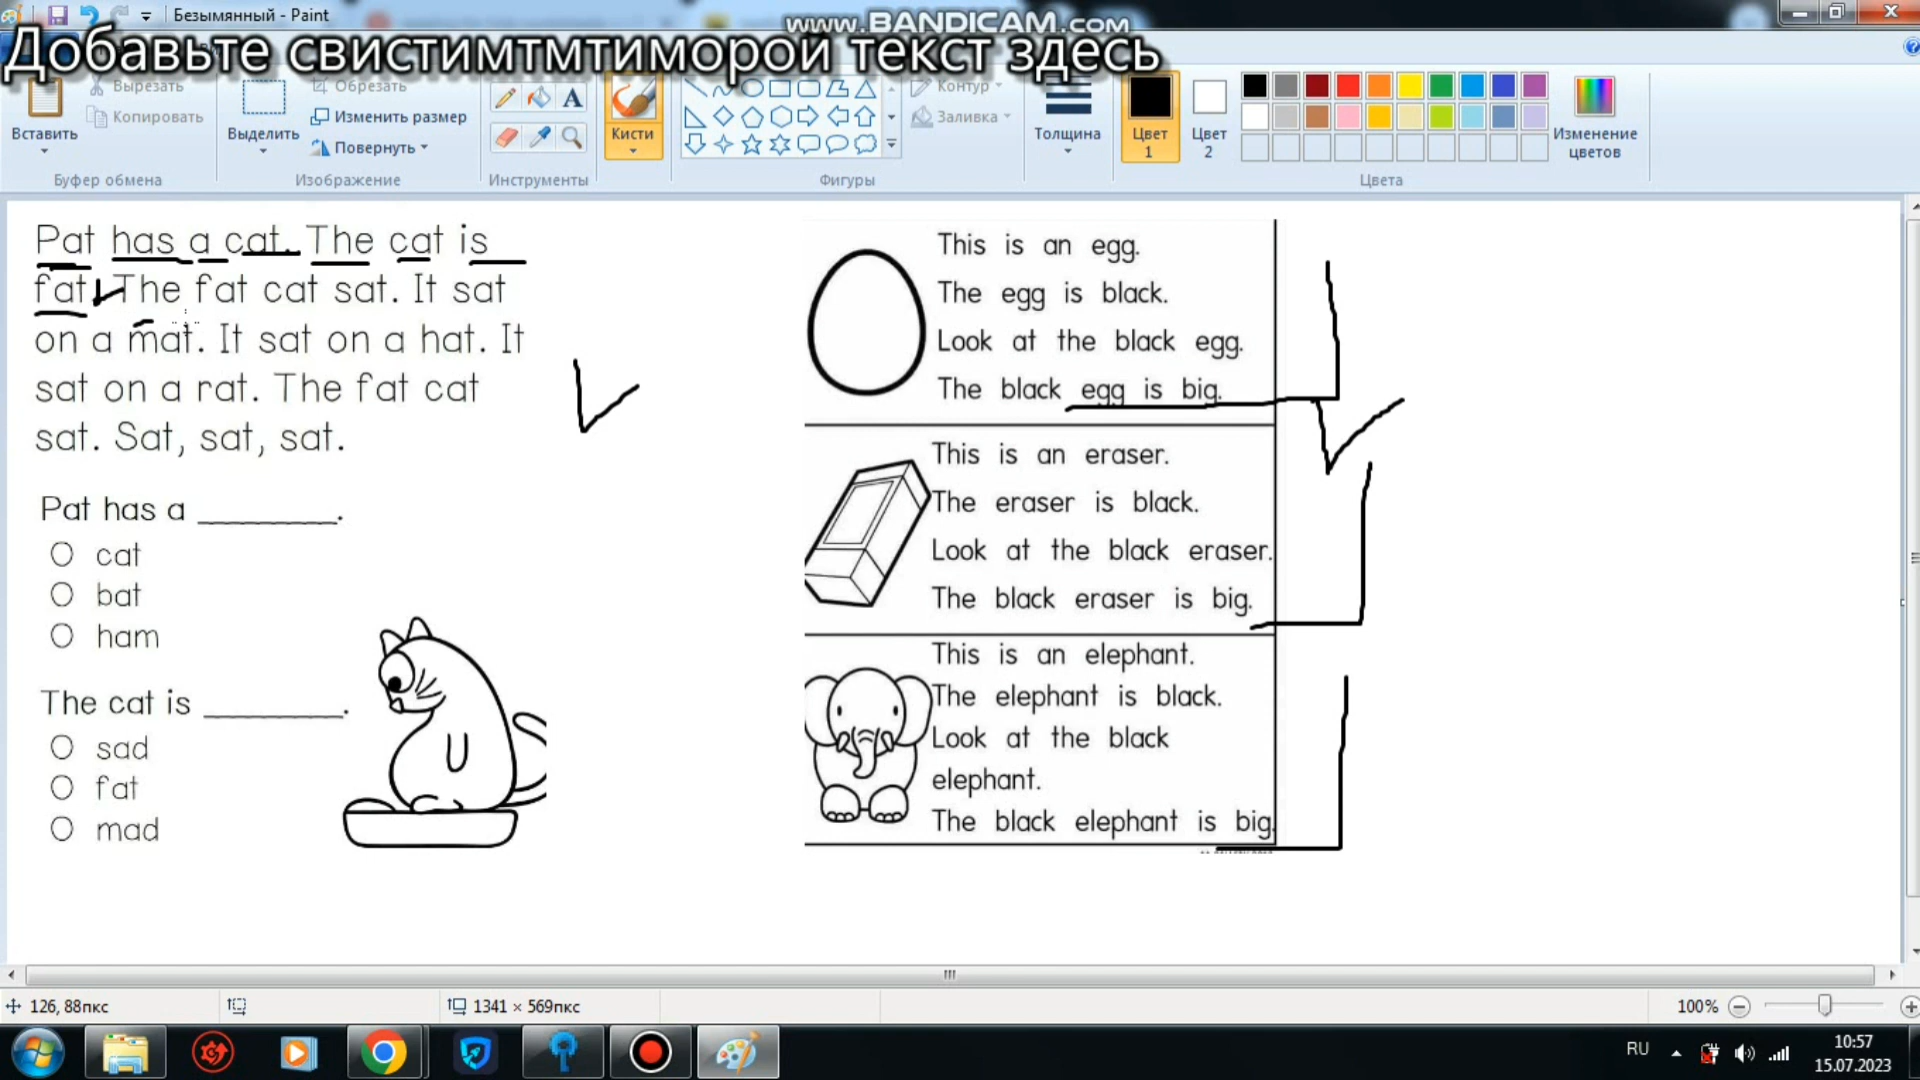 Безымянный - Paint
www.BANDICAM.com
Добавьте свистимтмтиморой текст здесь
Вставить
Вырезать
Копировать
Буфер обмена
Выделить
Обрезать
Изменить размер
Повернуть
Изображение
Инструменты
Кисти
Контур
Заливка
Фигуры
Толщина
Цвет 1
Цвет 2
Изменение цветов
Цвета
Pat has a cat. The cat is
fat. The fat cat sat. It sat
on a mat. It sat on a hat. It
sat on a rat. The fat cat
sat. Sat, sat, sat.
Pat has a ________.
cat
bat
ham
The cat is ________.
sad
fat
mad
This is an egg.
The egg is black.
Look at the black egg.
The black egg is big.
This is an eraser.
The eraser is black.
Look at the black eraser.
The black eraser is big.
This is an elephant.
The elephant is black.
Look at the black
elephant.
The black elephant is big.
126, 88пкс
1341 × 569пкс
100%
RU
10:57
15.07.2023